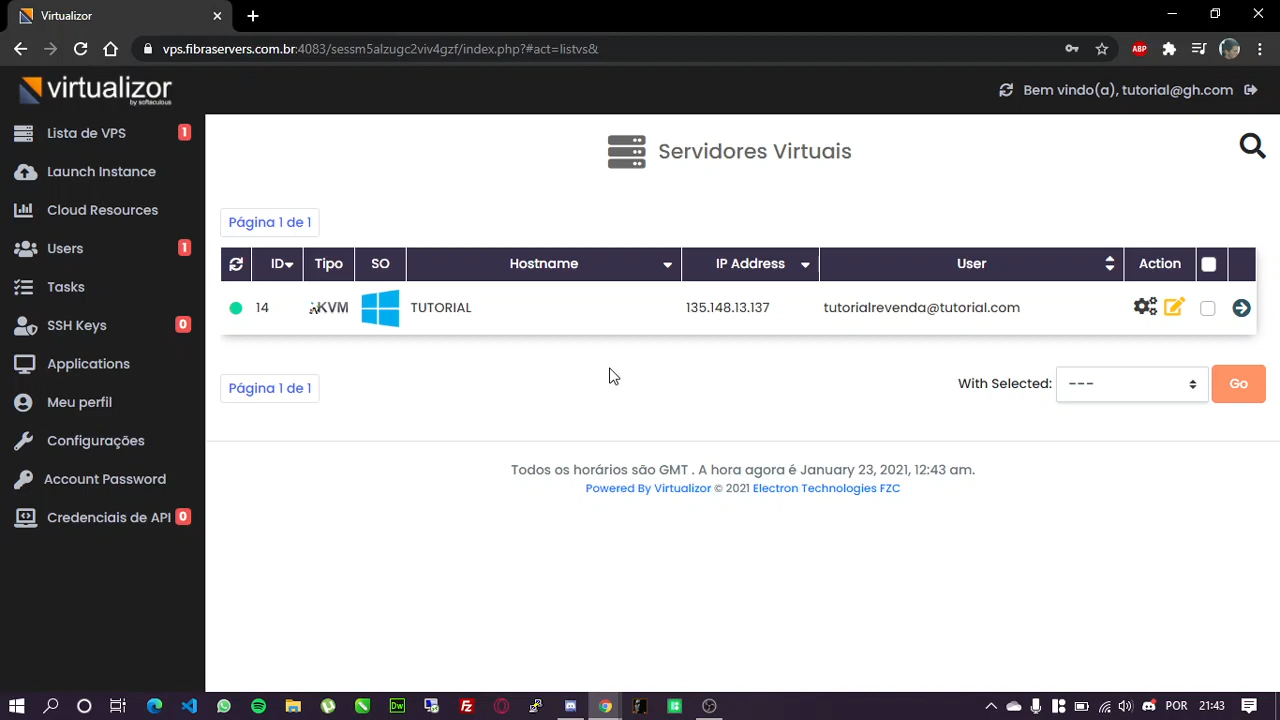 Virtualizor
vps.fibraservers.com.br:4083/sessm5alzugc2viv4gzf/index.php?#act=listvs&
ABP
virtualizor
by softaculous
Bem vindo(a), tutorial@gh.com
Lista de VPS 1
Launch Instance
Cloud Resources
Users 1
Tasks
SSH Keys 0
Applications
Meu perfil
Configurações
Account Password
Credenciais de API 0
Servidores Virtuais
Página 1 de 1
ID Tipo SO Hostname IP Address User Action
14 KVM TUTORIAL 135.148.13.137 tutorialrevenda@tutorial.com
Página 1 de 1
With Selected: --- Go
Todos os horários são GMT . A hora agora é January 23, 2021, 12:43 am.
Powered By Virtualizor © 2021 Electron Technologies FZC
Dw
POR 21:43